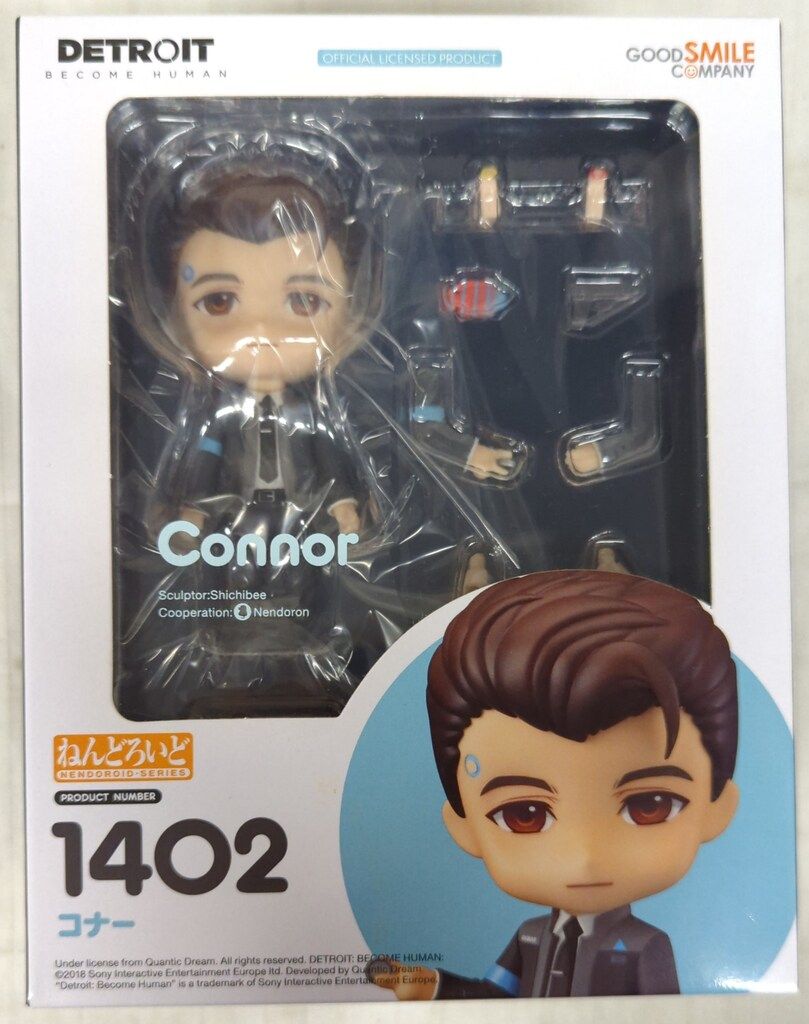 DETROIT
BECOME HUMAN
OFFICIAL LICENSED PRODUCT
GOODSMILE
COMPANY
Connor
Sculptor:Shichibee
Cooperation: Nendoron
ねんどろいど
NENDOROID-SERIES
PRODUCT NUMBER
1402
コナー
Under license from Quantic Dream. All rights reserved. DETROIT: BECOME HUMAN:
©2018 Sony Interactive Entertainment Europe ltd. Developed by Quantic Dream.
"Detroit: Become Human" is a trademark of Sony Interactive Entertainment Europe.